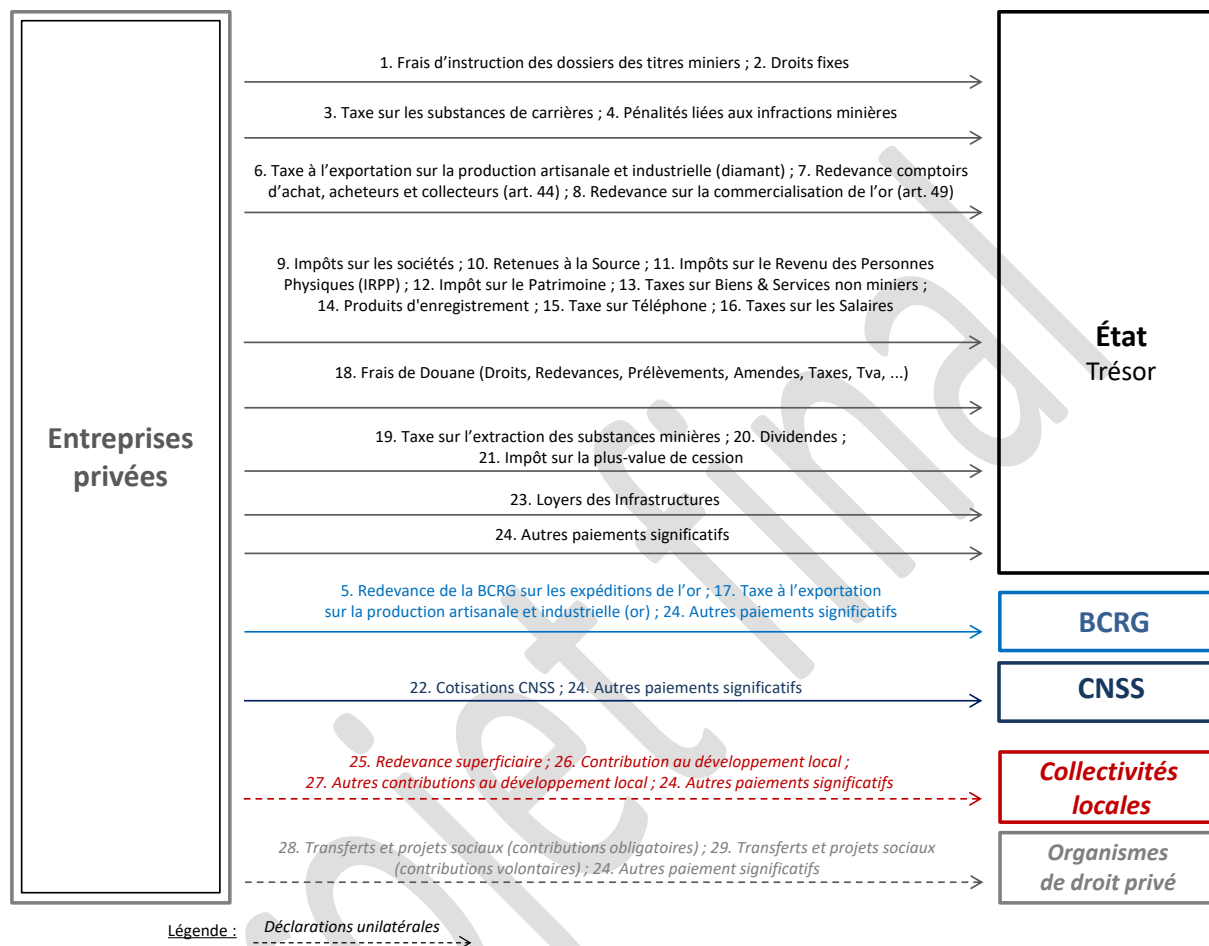 1. Frais d'instruction des dossiers des titres miniers ; 2. Droits fixes
3. Taxe sur les substances de carrières ; 4. Pénalités liées aux infractions minières
6. Taxe à l'exportation sur la production artisanale et industrielle (diamant) ; 7. Redevance comptoirs
d'achat, acheteurs et collecteurs (art. 44) ; 8. Redevance sur la commercialisation de l'or (art. 49)
9. Impôts sur les sociétés ; 10. Retenues à la Source ; 11. Impôts sur le Revenu des Personnes
Physiques (IRPP) ; 12. Impôt sur le Patrimoine ; 13. Taxes sur Biens & Services non miniers ;
14. Produits d'enregistrement ; 15. Taxe sur Téléphone ; 16. Taxes sur les Salaires
18. Frais de Douane (Droits, Redevances, Prélèvements, Amendes, Taxes, Tva, ...)
19. Taxe sur l'extraction des substances minières ; 20. Dividendes ;
21. Impôt sur la plus-value de cession
23. Loyers des Infrastructures
24. Autres paiements significatifs
Entreprises
privées
État
Trésor
5. Redevance de la BCRG sur les expéditions de l'or ; 17. Taxe à l'exportation
sur la production artisanale et industrielle (or) ; 24. Autres paiements significatifs
BCRG
22. Cotisations CNSS ; 24. Autres paiements significatifs
CNSS
25. Redevance superficiaire ; 26. Contribution au développement local ;
27. Autres contributions au développement local ; 24. Autres paiements significatifs
Collectivités
locales
28. Transferts et projets sociaux (contributions obligatoires) ; 29. Transferts et projets sociaux
(contributions volontaires) ; 24. Autres paiement significatifs
Organismes
de droit privé
Légende : Déclarations unilatérales
ojet final